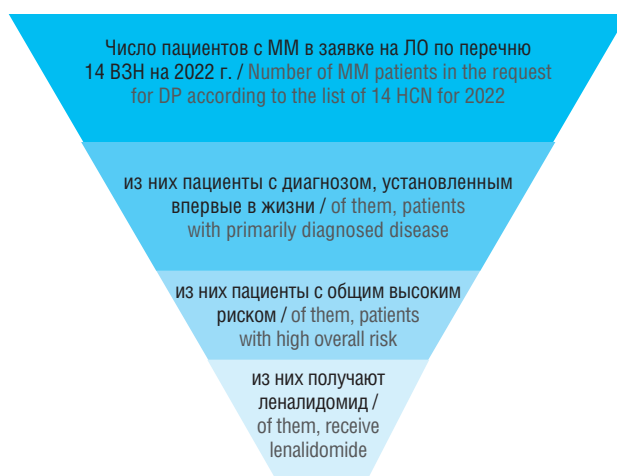 Число пациентов с ММ в заявке на ЛО по перечню
14 ВЗН на 2022 г. / Number of MM patients in the request
for DP according to the list of 14 HCN for 2022
из них пациенты с диагнозом, установленным
впервые в жизни / of them, patients
with primarily diagnosed disease
из них пациенты с общим высоким
риском / of them, patients
with high overall risk
из них получают
леналидомид /
of them, receive
lenalidomide